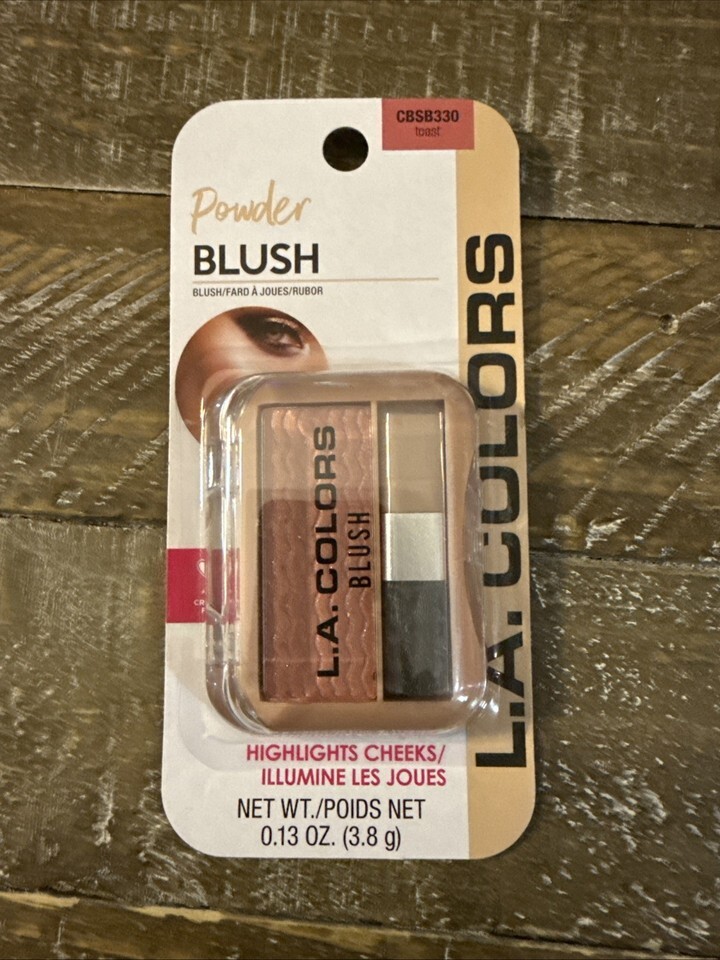 CBSB330
toast
Powder
BLUSH
BLUSH/FARD À JOUES/RUBOR
L.A. COLORS
L.A. COLORS
BLUSH
HIGHLIGHTS CHEEKS/
ILLUMINE LES JOUES
NET WT./POIDS NET
0.13 OZ. (3.8 g)